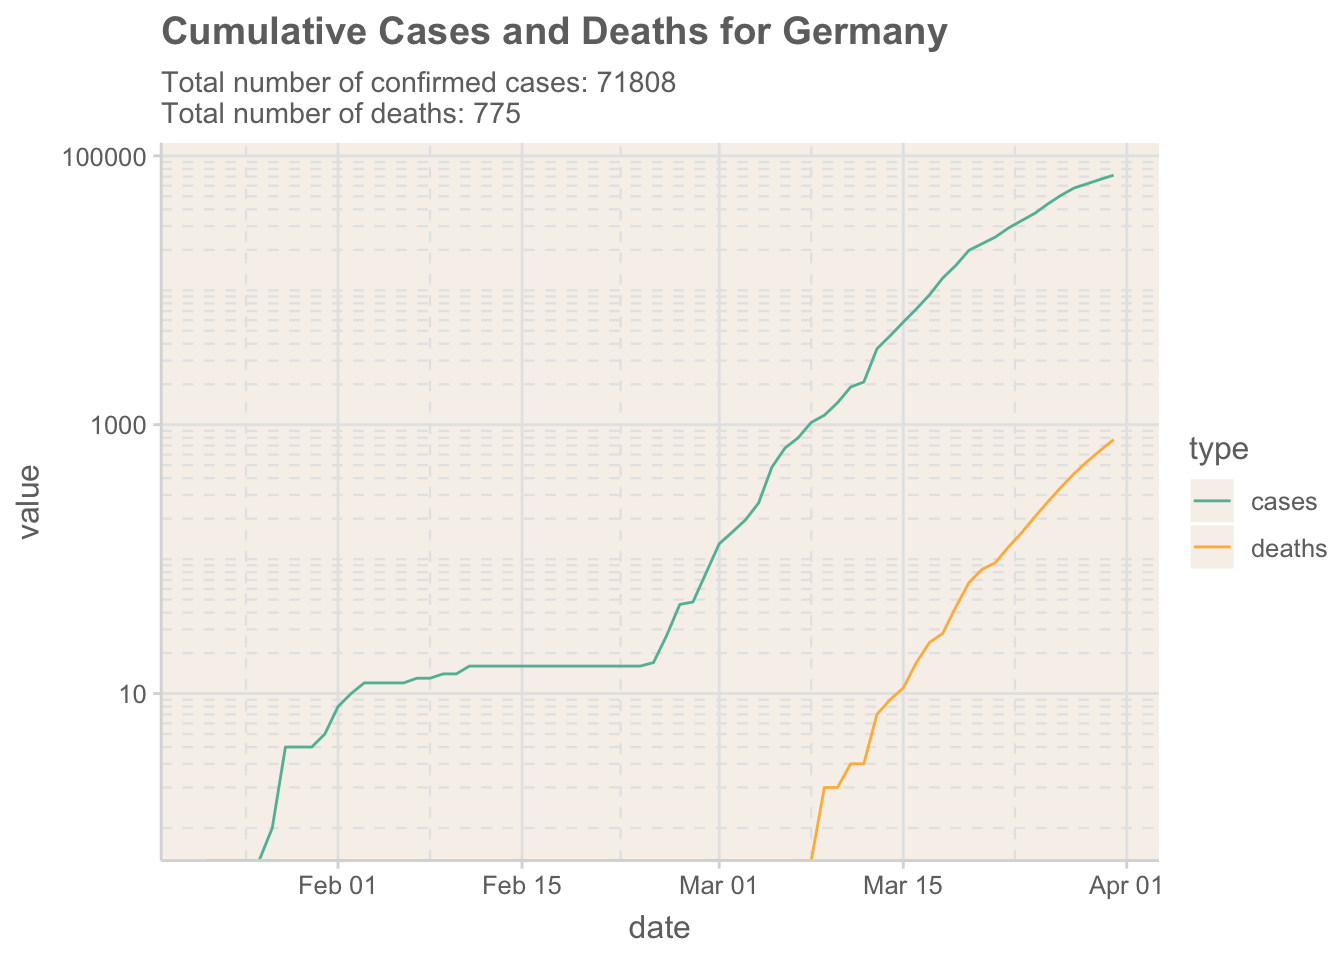 Cumulative Cases and Deaths for Germany
Total number of confirmed cases: 71808
Total number of deaths: 775
100000
1000
10
value
Feb 01
Feb 15
Mar 01
Mar 15
Apr 01
date
type
cases
deaths